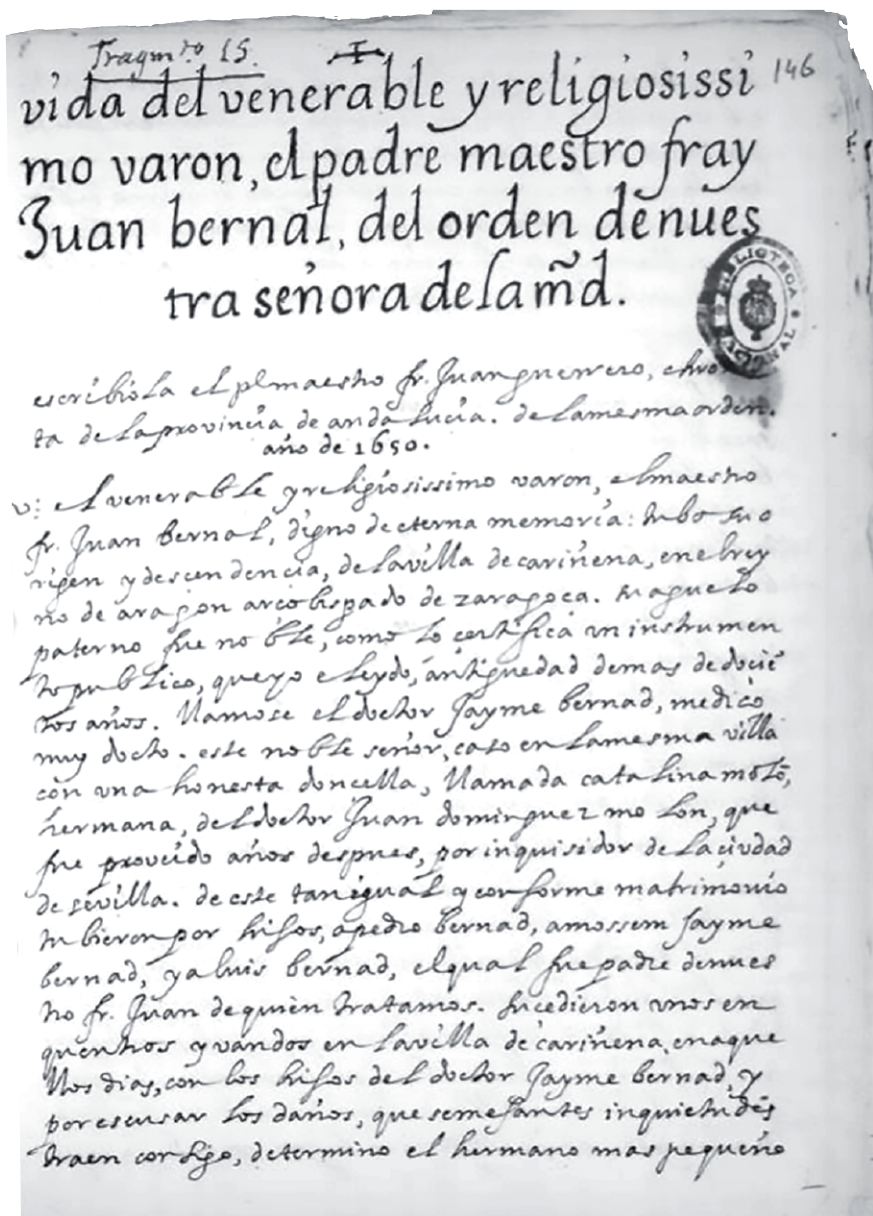 Fragm.to 15.
146
vida del venerable y religiosissi
mo varon, el padre maestro fray
Juan bernal, del orden de nues
tra señora de la m̃d.
BIBLIOTECA NACIONAL
escribiola el pe maestro fr. Juan guerrero, chro
ta de la provincia de andalucia. de la mesma orden.
año de 1650.
el venerable y religiosissimo varon, el maestro
fr. Juan bernal, digno de eterna memoria: tubo su o
rigen y descendencia, de la villa de cariñena, en el rey
no de aragon arcobispado de zaragoça. su aguelo
paterno fue noble, como lo certifica un instrumen
to publico, que yo e leydo, antiguedad de mas de docie
tos años. llamose el doctor Jayme bernad, medico
muy docto. este noble señor, caso en la mesma villa
con una honesta doncella, llamada catalina molõ,
hermana, del doctor Juan dominguez molon, que
fue proveido años despues, por inquisidor de la ciudad
de sevilla. de este tan igual y conforme matrimonio
tubieron por hijos, a pedro bernad, a mossem Jayme
bernad, y a luis bernad, el qual fue padre de nues
tro fr. Juan de quien tratamos. sucedieron unos en
quentros y vandos en la villa de cariñena, en aque
llos dias, con los hijos del doctor Jayme bernad, y
por escusar los daños, que semejantes inquietudes
traen consigo, determino el hermano mas pequeño